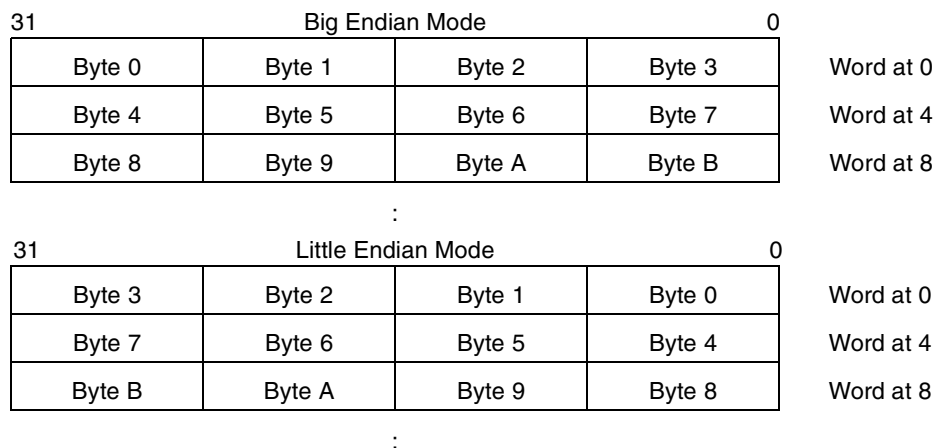 31 Big Endian Mode 0
Byte 0 Byte 1 Byte 2 Byte 3 Word at 0
Byte 4 Byte 5 Byte 6 Byte 7 Word at 4
Byte 8 Byte 9 Byte A Byte B Word at 8
:
31 Little Endian Mode 0
Byte 3 Byte 2 Byte 1 Byte 0 Word at 0
Byte 7 Byte 6 Byte 5 Byte 4 Word at 4
Byte B Byte A Byte 9 Byte 8 Word at 8
: